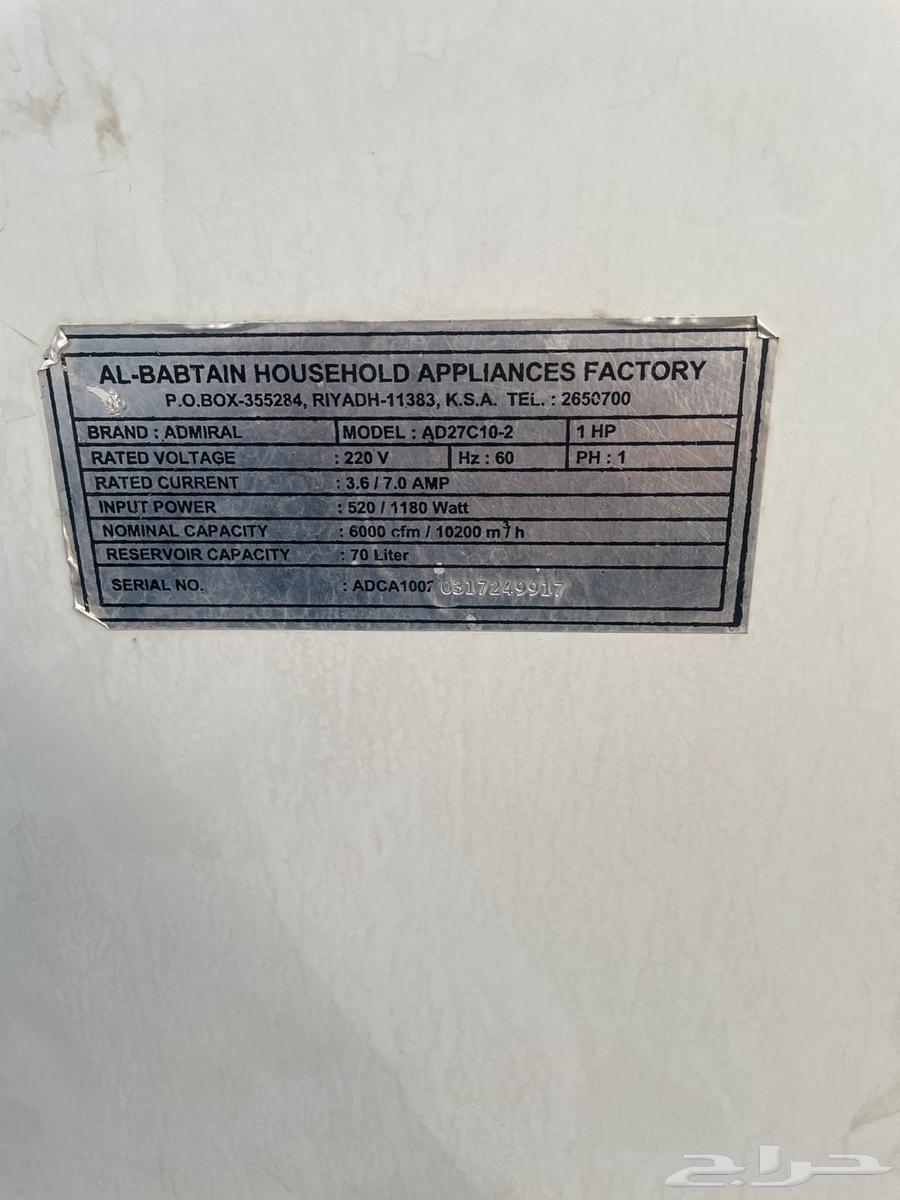 AL-BABTAIN HOUSEHOLD APPLIANCES FACTORY
P.O.BOX-355284, RIYADH-11383, K.S.A. TEL. : 2650700
BRAND : ADMIRAL MODEL : AD27C10-2 1 HP
RATED VOLTAGE : 220 V Hz : 60 PH : 1
RATED CURRENT : 3.6 / 7.0 AMP
INPUT POWER : 520 / 1180 Watt
NOMINAL CAPACITY : 6000 cfm / 10200 m³/h
RESERVOIR CAPACITY : 70 Liter
SERIAL NO. : ADCA1002 0317249917
حراج